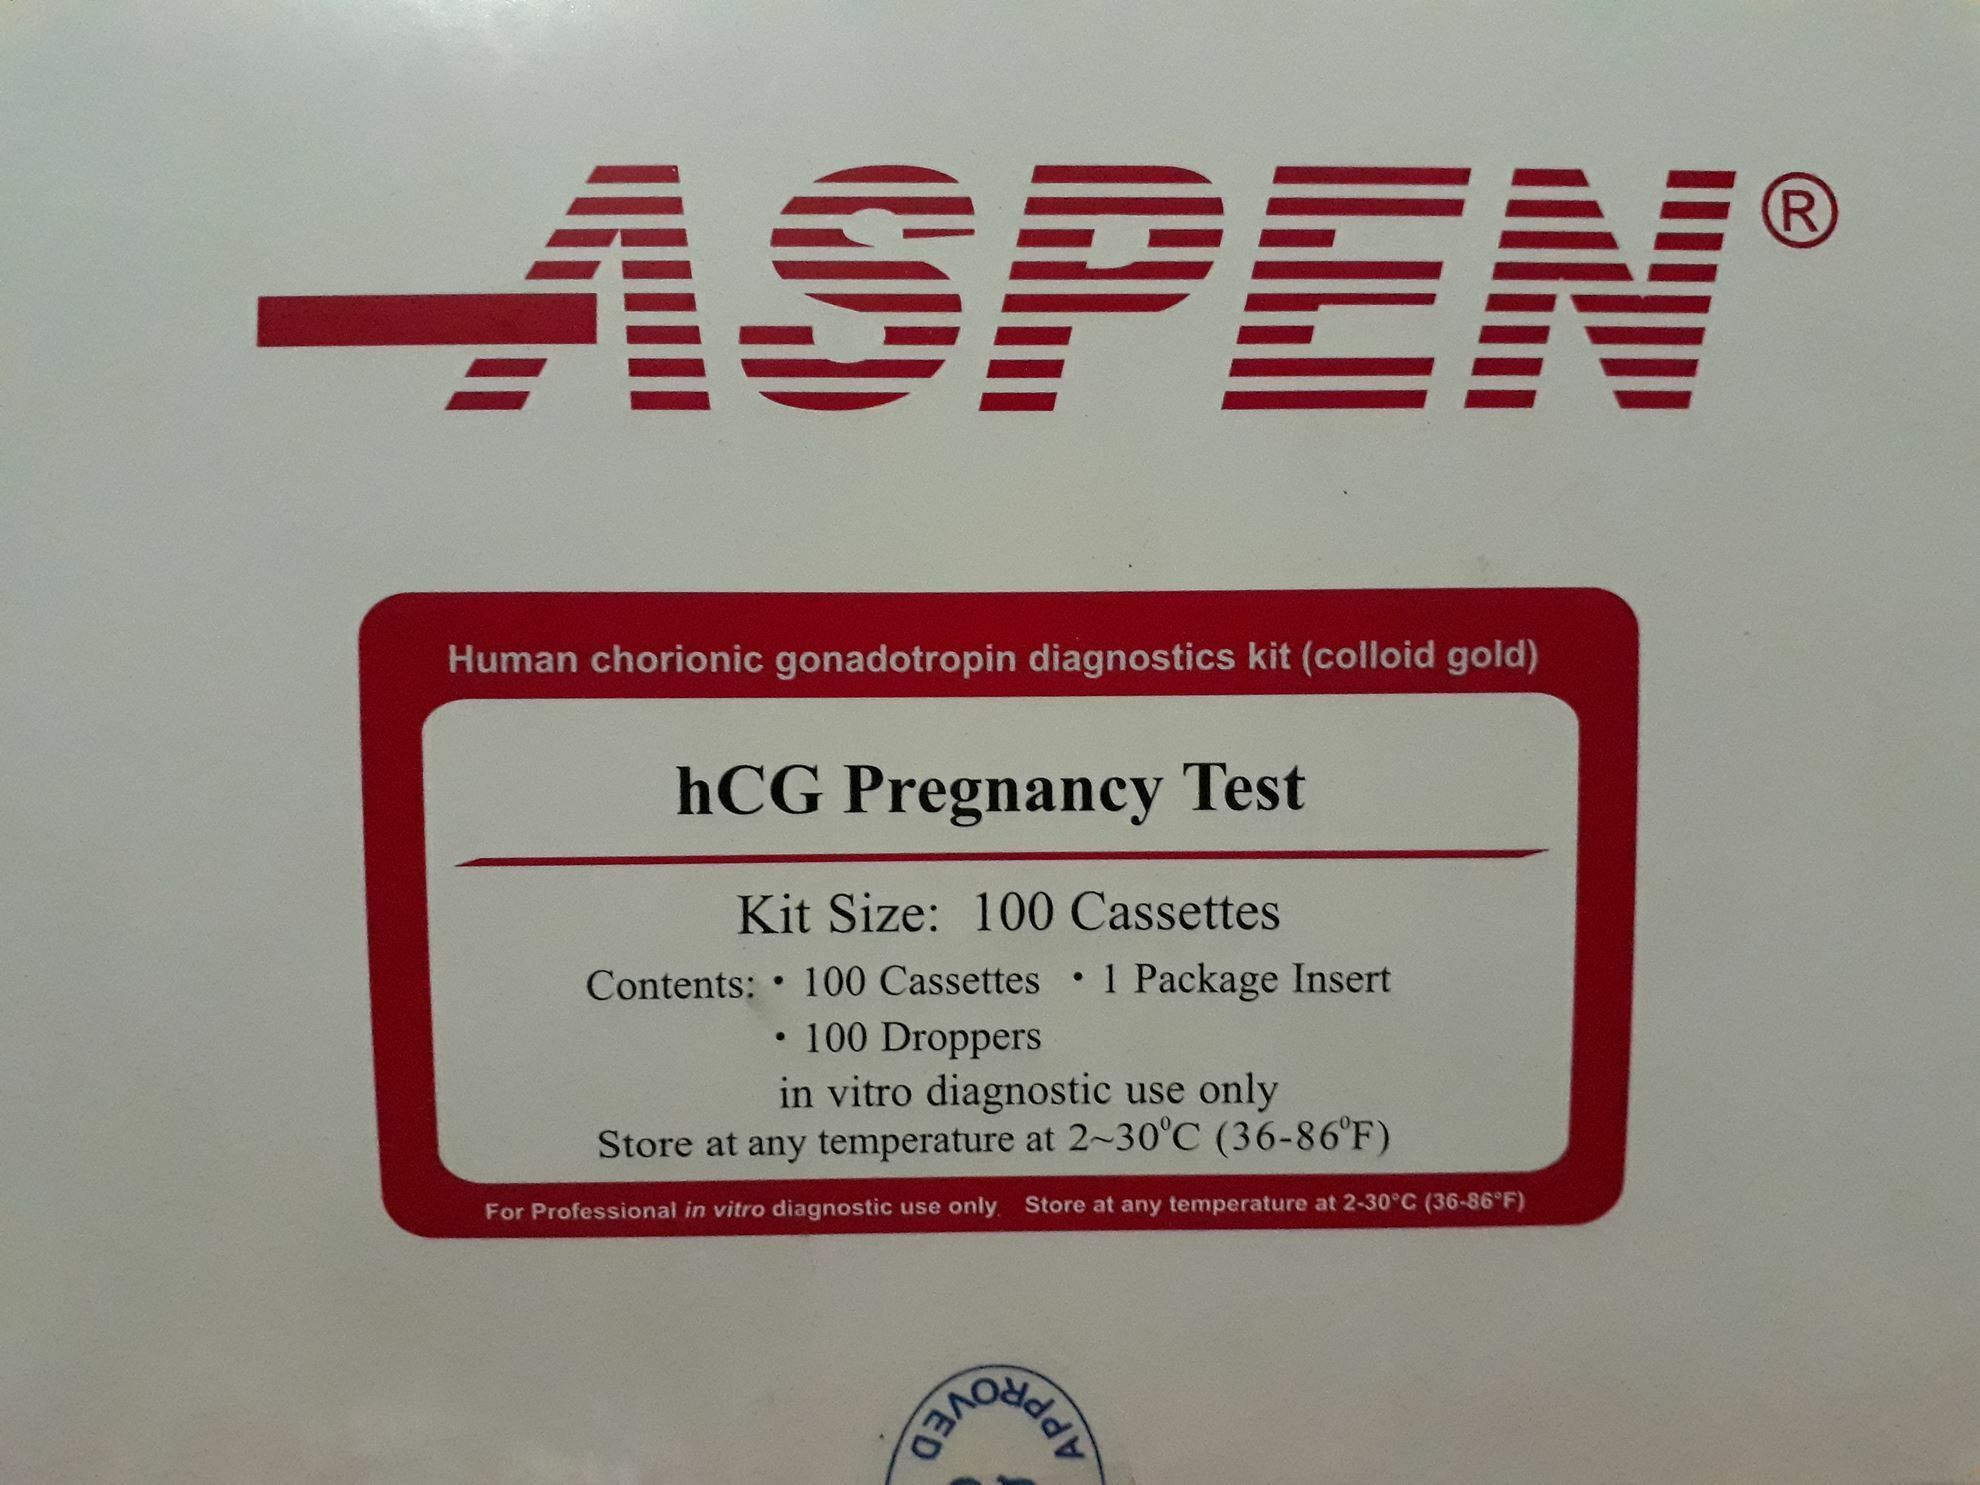 ASPEN®
Human chorionic gonadotropin diagnostics kit (colloid gold)
hCG Pregnancy Test
Kit Size: 100 Cassettes
Contents: • 100 Cassettes • 1 Package Insert
• 100 Droppers
in vitro diagnostic use only
Store at any temperature at 2~30⁰C (36-86⁰F)
For Professional in vitro diagnostic use only. Store at any temperature at 2-30°C (36-86°F)
APPROVED